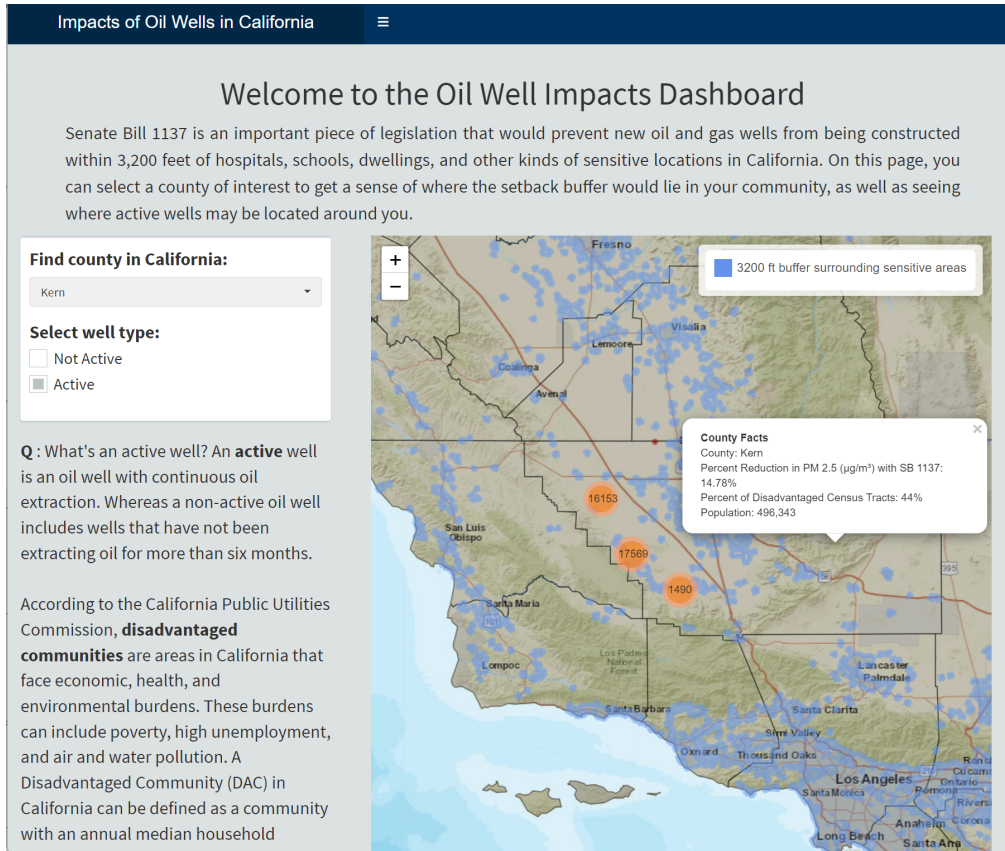 Impacts of Oil Wells in California
☰
Welcome to the Oil Well Impacts Dashboard
Senate Bill 1137 is an important piece of legislation that would prevent new oil and gas wells from being constructed
within 3,200 feet of hospitals, schools, dwellings, and other kinds of sensitive locations in California. On this page, you
can select a county of interest to get a sense of where the setback buffer would lie in your community, as well as seeing
where active wells may be located around you.
Find county in California:
Kern
Select well type:
Not Active
Active
Q : What's an active well? An active well
is an oil well with continuous oil
extraction. Whereas a non-active oil well
includes wells that have not been
extracting oil for more than six months.
According to the California Public Utilities
Commission, disadvantaged
communities are areas in California that
face economic, health, and
environmental burdens. These burdens
can include poverty, high unemployment,
and air and water pollution. A
Disadvantaged Community (DAC) in
California can be defined as a community
with an annual median household
+
−
3200 ft buffer surrounding sensitive areas
Fresno
Visalia
Lemoore
Coalinga
Avenal
County Facts
×
County: Kern
Percent Reduction in PM 2.5 (µg/m³) with SB 1137:
14.78%
Percent of Disadvantaged Census Tracts: 44%
Population: 496,343
16153
San Luis
Obispo
17569
1490
58
395
Santa Maria
101
Los Padres
National
Forest
Lompoc
Lancaster
Palmdale
Santa Barbara
Santa Clarita
Simi Valley
Oxnard
Thousand Oaks
210
Los Angeles
Ontario
Santa Monica
Pomona
Anaheim
Corona
Long Beach
Santa Ana